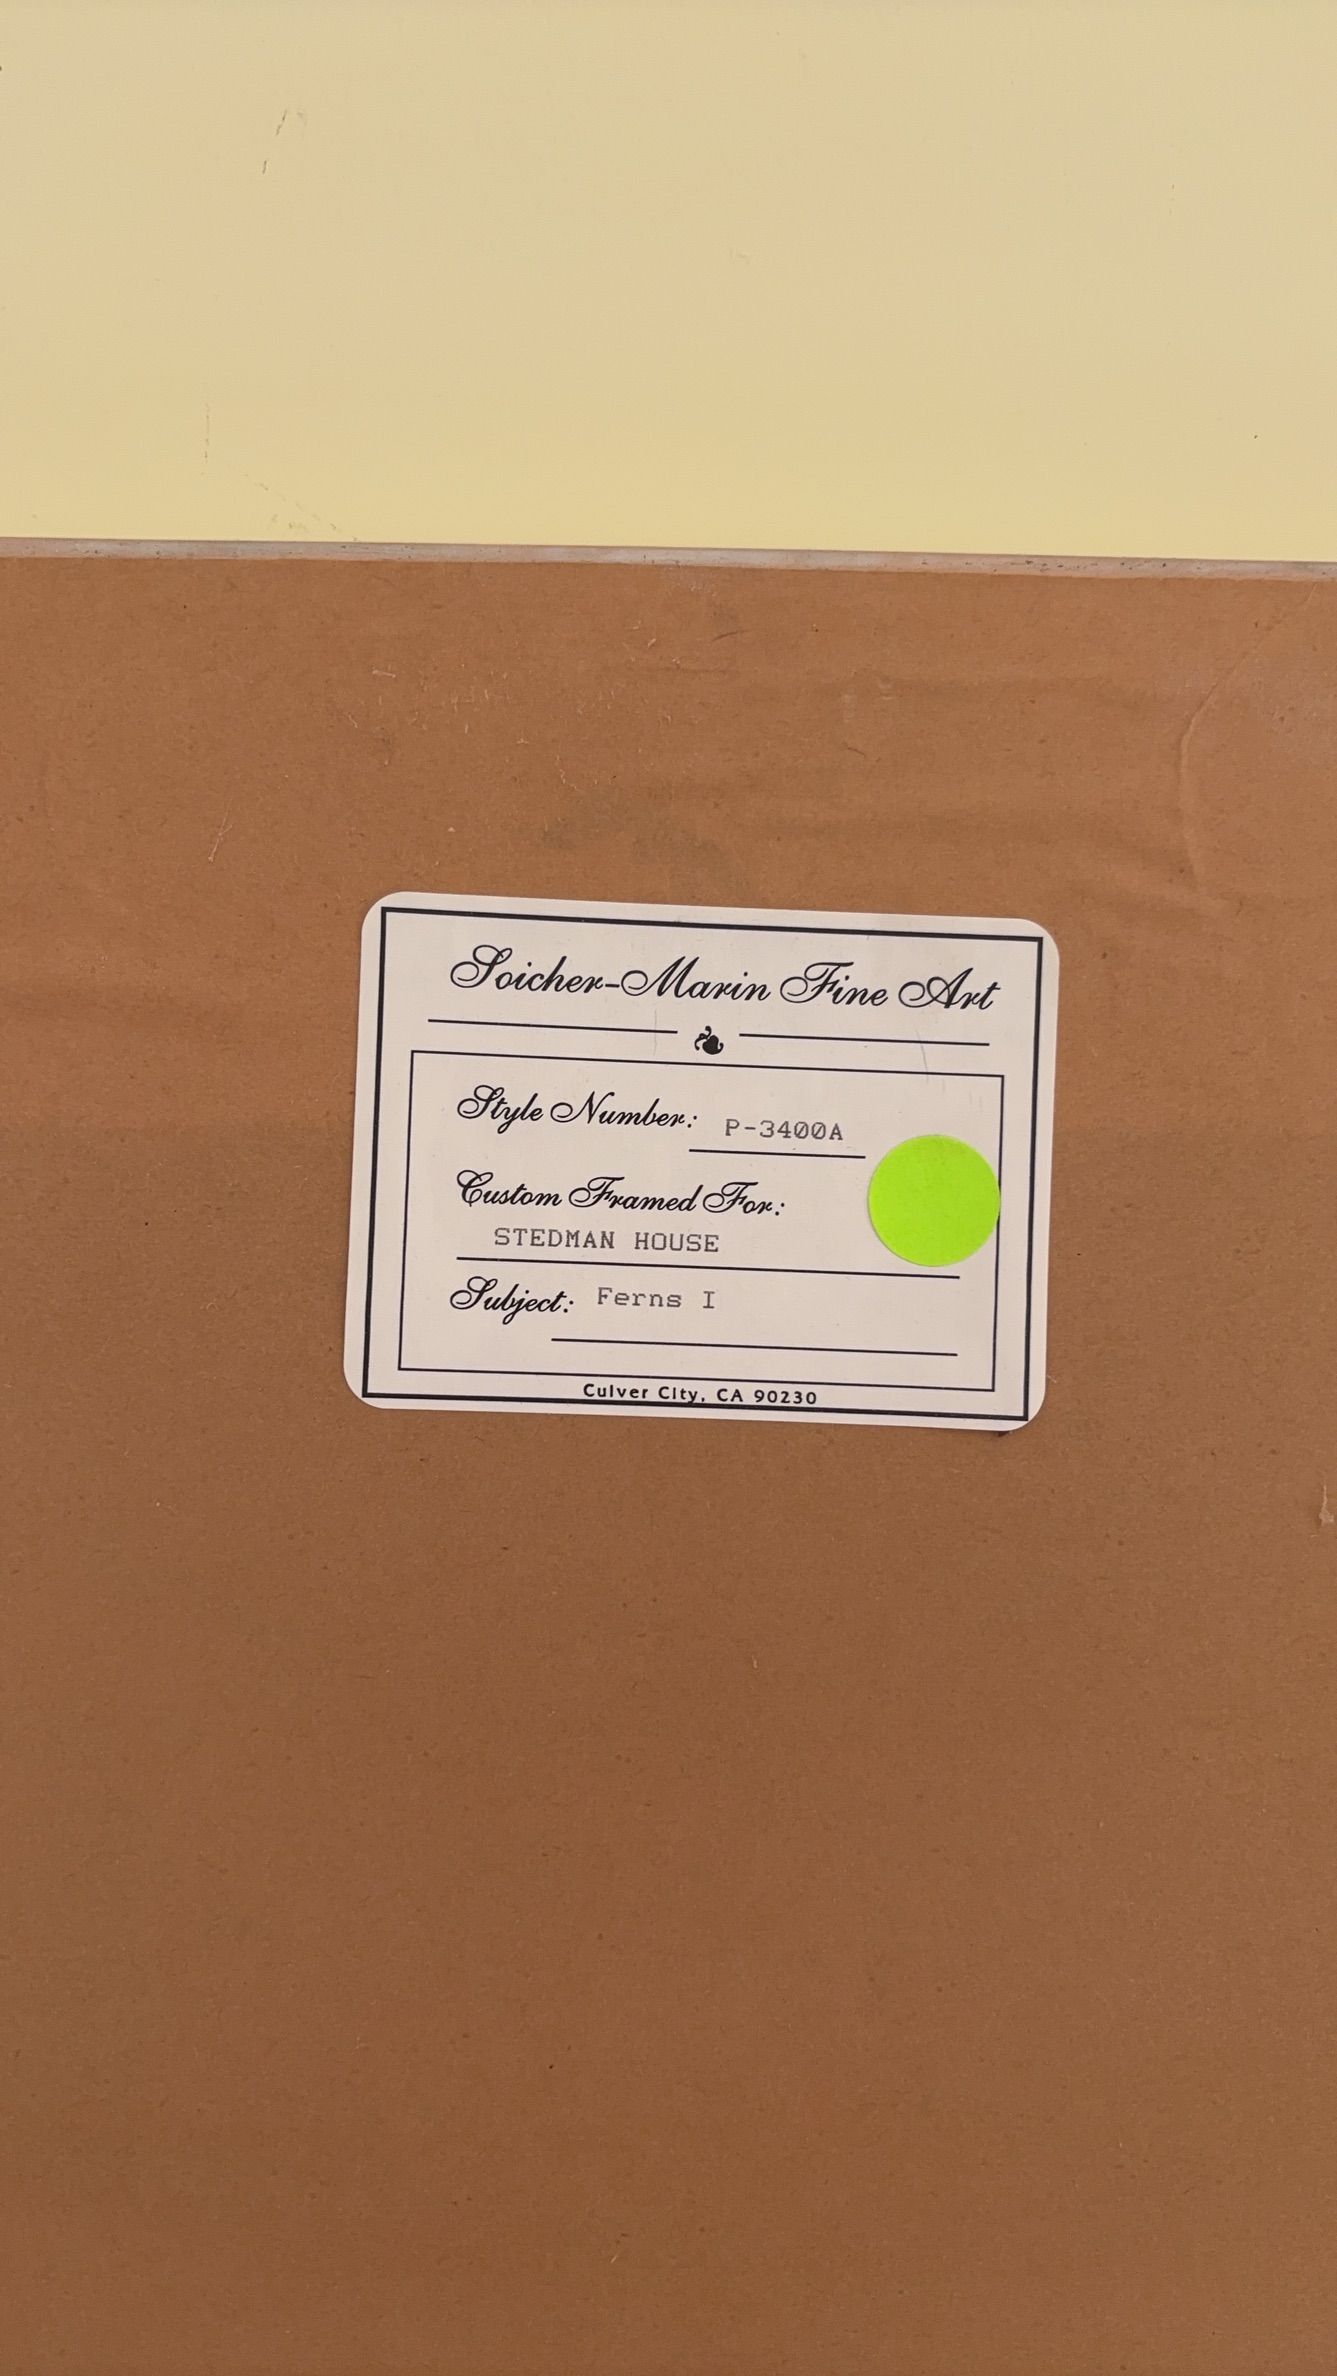 Soicher-Marin Fine Art
Style Number: P-3400A
Custom Framed For:
STEDMAN HOUSE
Subject: Ferns I
Culver City, CA 90230